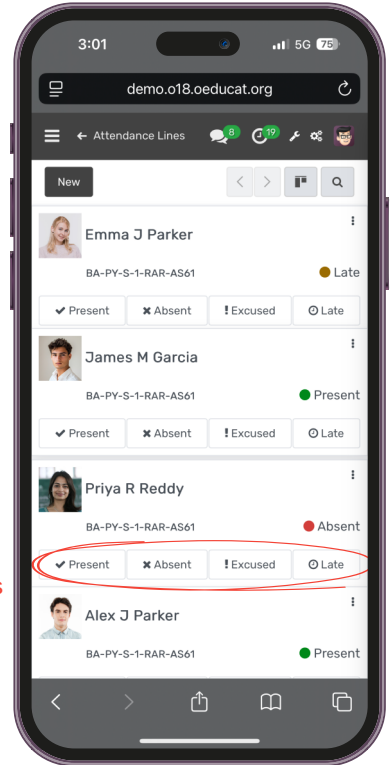 3:01 5G 75
demo.o18.oeducat.org
Attendance Lines 8 19
New
Emma J Parker
BA-PY-S-1-RAR-AS61 Late
Present Absent Excused Late
James M Garcia
BA-PY-S-1-RAR-AS61 Present
Present Absent Excused Late
Priya R Reddy
BA-PY-S-1-RAR-AS61 Absent
Present Absent Excused Late
s
Alex J Parker
BA-PY-S-1-RAR-AS61 Present